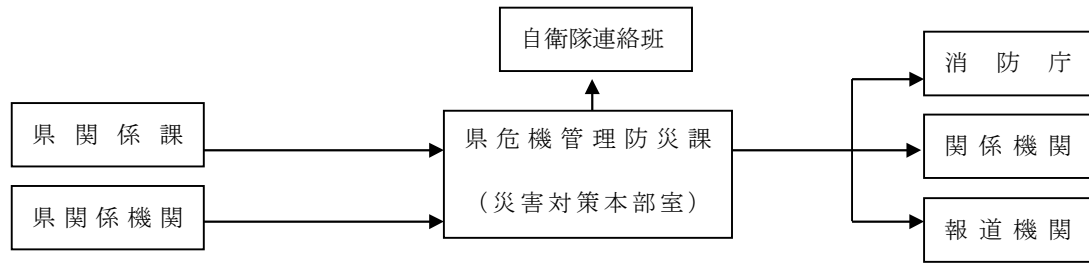 自衛隊連絡班
消防庁
県関係課
県危機管理防災課
（災害対策本部室）
関係機関
県関係機関
報道機関